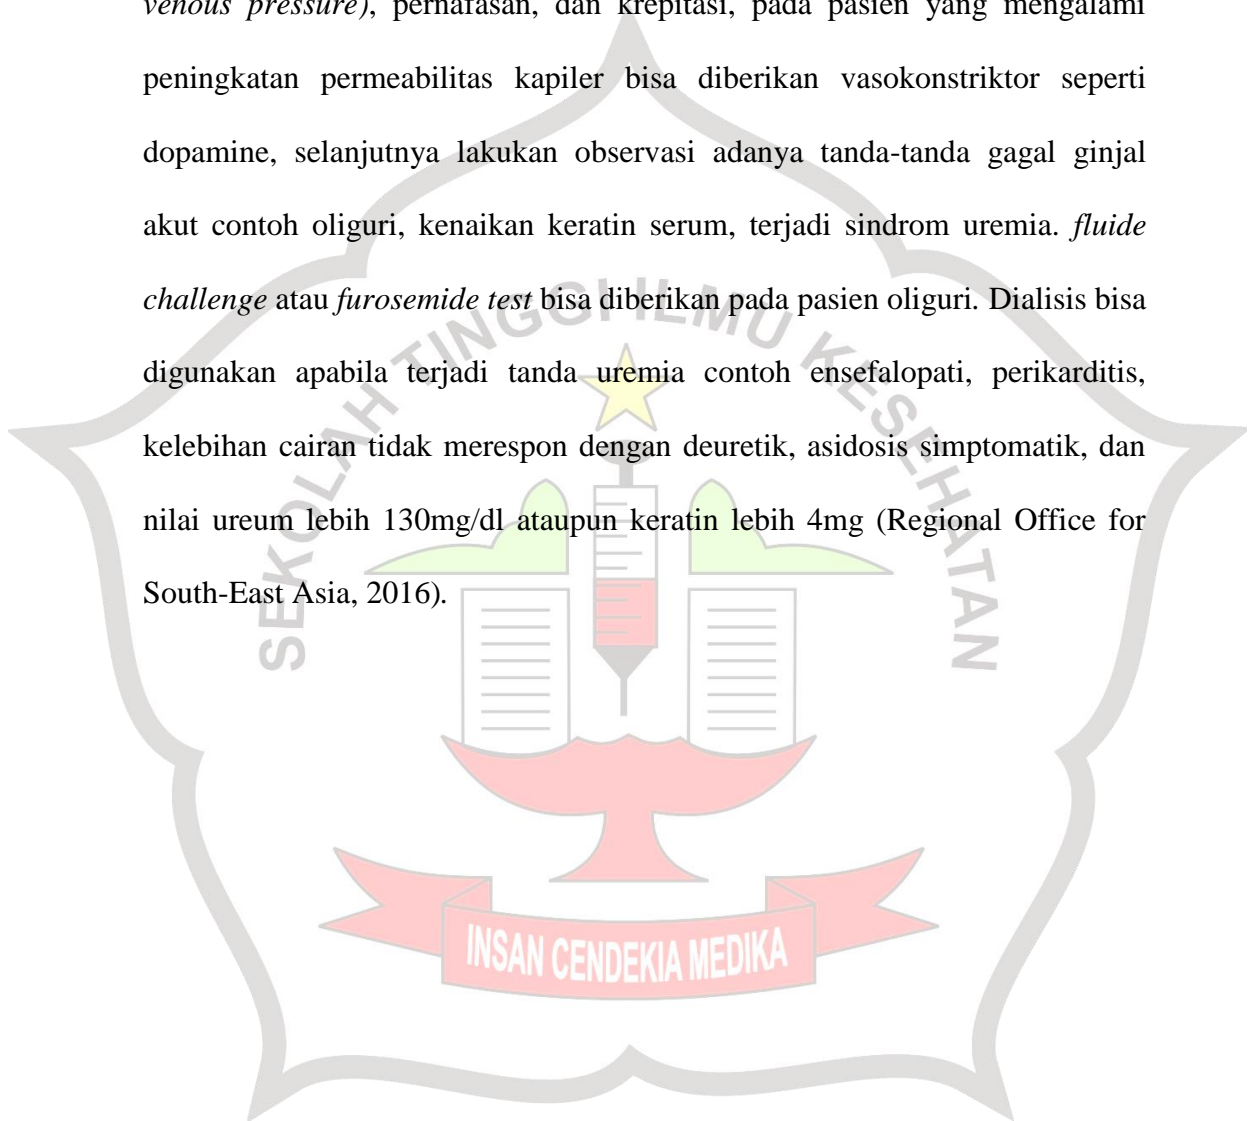 venous pressure), pernafasan, dan krepitasi, pada pasien yang mengalami
peningkatan permeabilitas kapiler bisa diberikan vasokonstriktor seperti
dopamine, selanjutnya lakukan observasi adanya tanda-tanda gagal ginjal
akut contoh oliguri, kenaikan keratin serum, terjadi sindrom uremia. fluide
challenge atau furosemide test bisa diberikan pada pasien oliguri. Dialisis bisa
digunakan apabila terjadi tanda uremia contoh ensefalopati, perikarditis,
kelebihan cairan tidak merespon dengan deuretik, asidosis simptomatik, dan
nilai ureum lebih 130mg/dl ataupun keratin lebih 4mg (Regional Office for
South-East Asia, 2016).
SEKOLAH TINGGI ILMU KESEHATAN
INSAN CENDEKIA MEDIKA